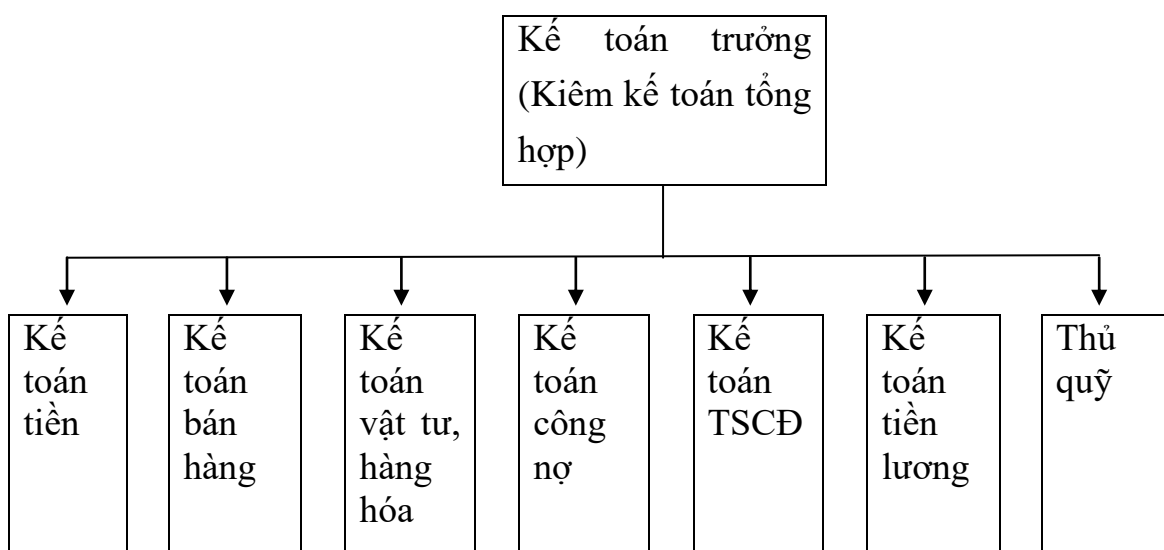 Kế toán trưởng
(Kiêm kế toán tổng
hợp)
Kế
toán
tiền
Kế
toán
bán
hàng
Kế
toán
vật tư,
hàng
hóa
Kế
toán
công
nợ
Kế
toán
TSCĐ
Kế
toán
tiền
lương
Thủ
quỹ